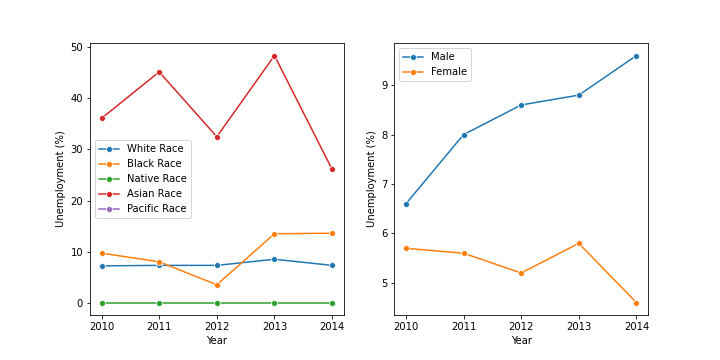 50
40
30
20
10
0
Unemployment (%)
White Race
Black Race
Native Race
Asian Race
Pacific Race
2010 2011 2012 2013 2014
Year
9
8
7
6
5
Unemployment (%)
Male
Female
2010 2011 2012 2013 2014
Year